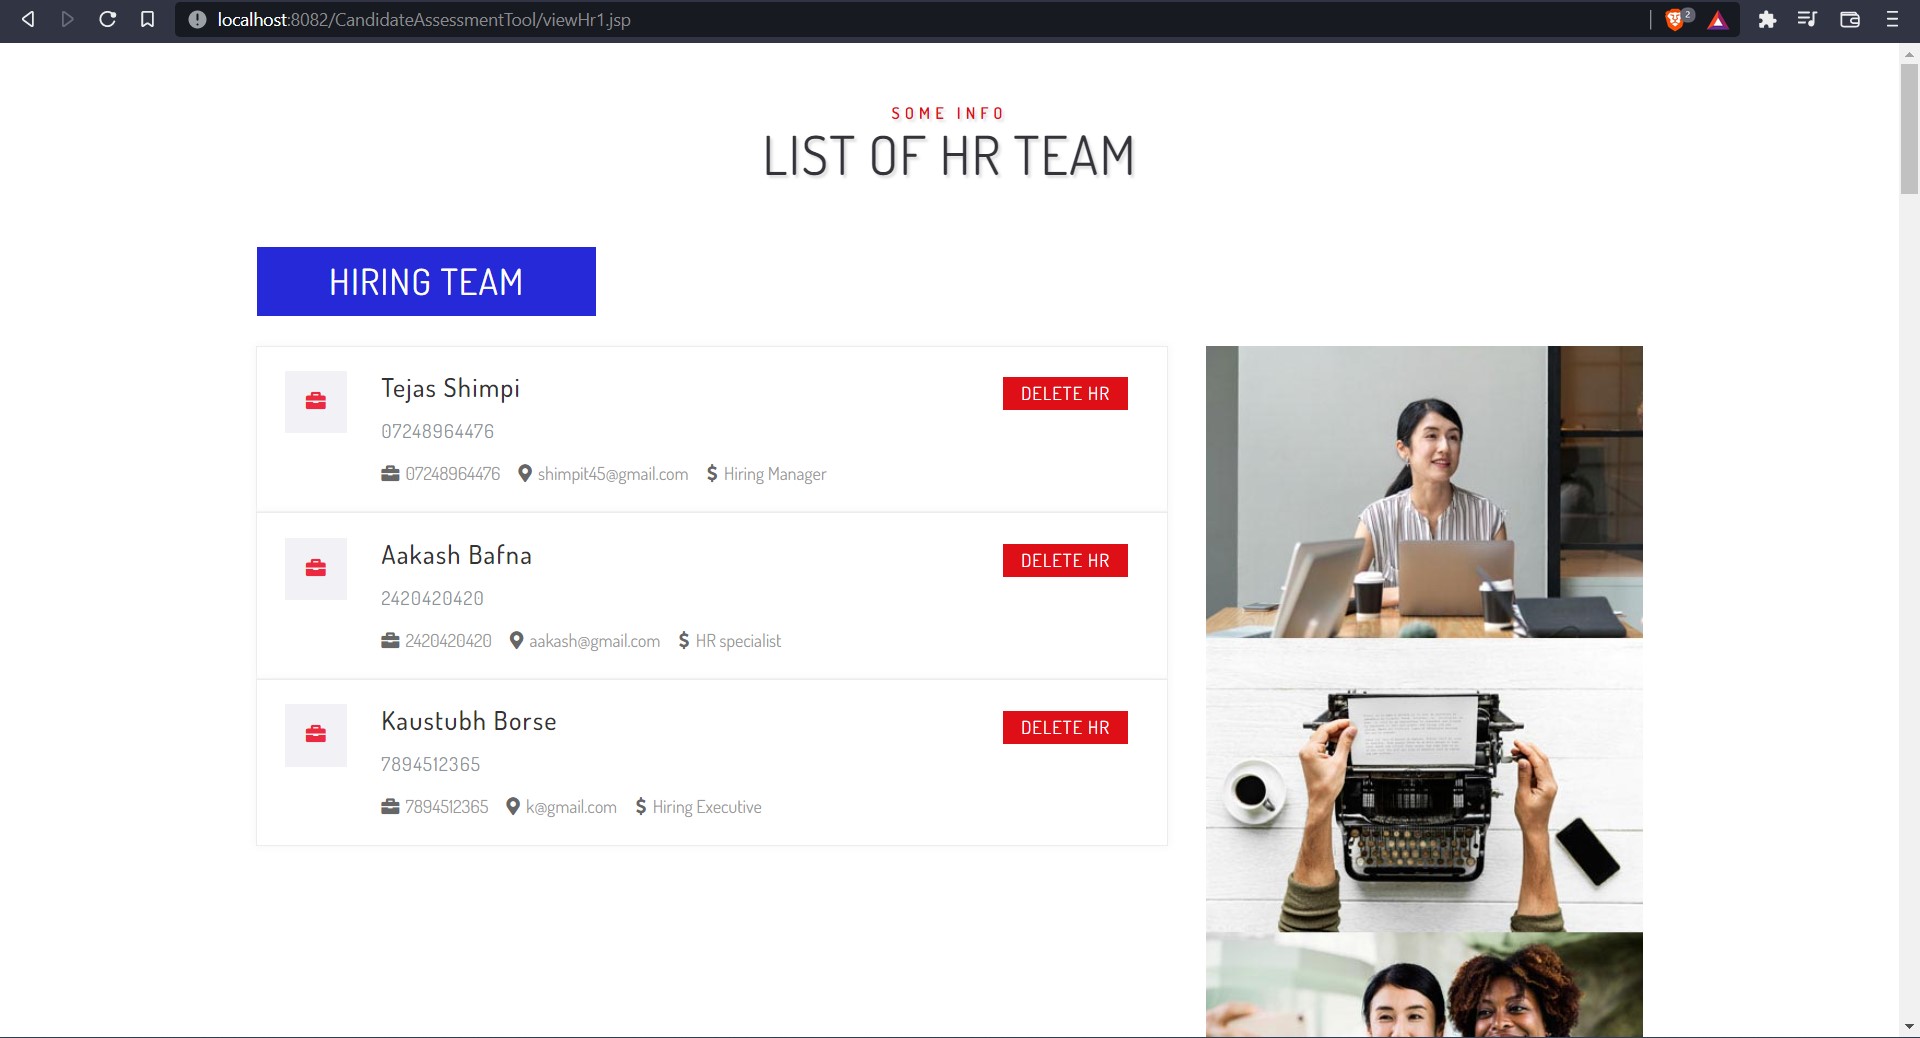 localhost:8082/CandidateAssessmentTool/viewHr1.jsp
2
SOME INFO
LIST OF HR TEAM
HIRING TEAM
Tejas Shimpi
DELETE HR
07248964476
07248964476 shimpit45@gmail.com $ Hiring Manager
Aakash Bafna
DELETE HR
2420420420
2420420420 aakash@gmail.com $ HR specialist
Kaustubh Borse
DELETE HR
7894512365
7894512365 k@gmail.com $ Hiring Executive